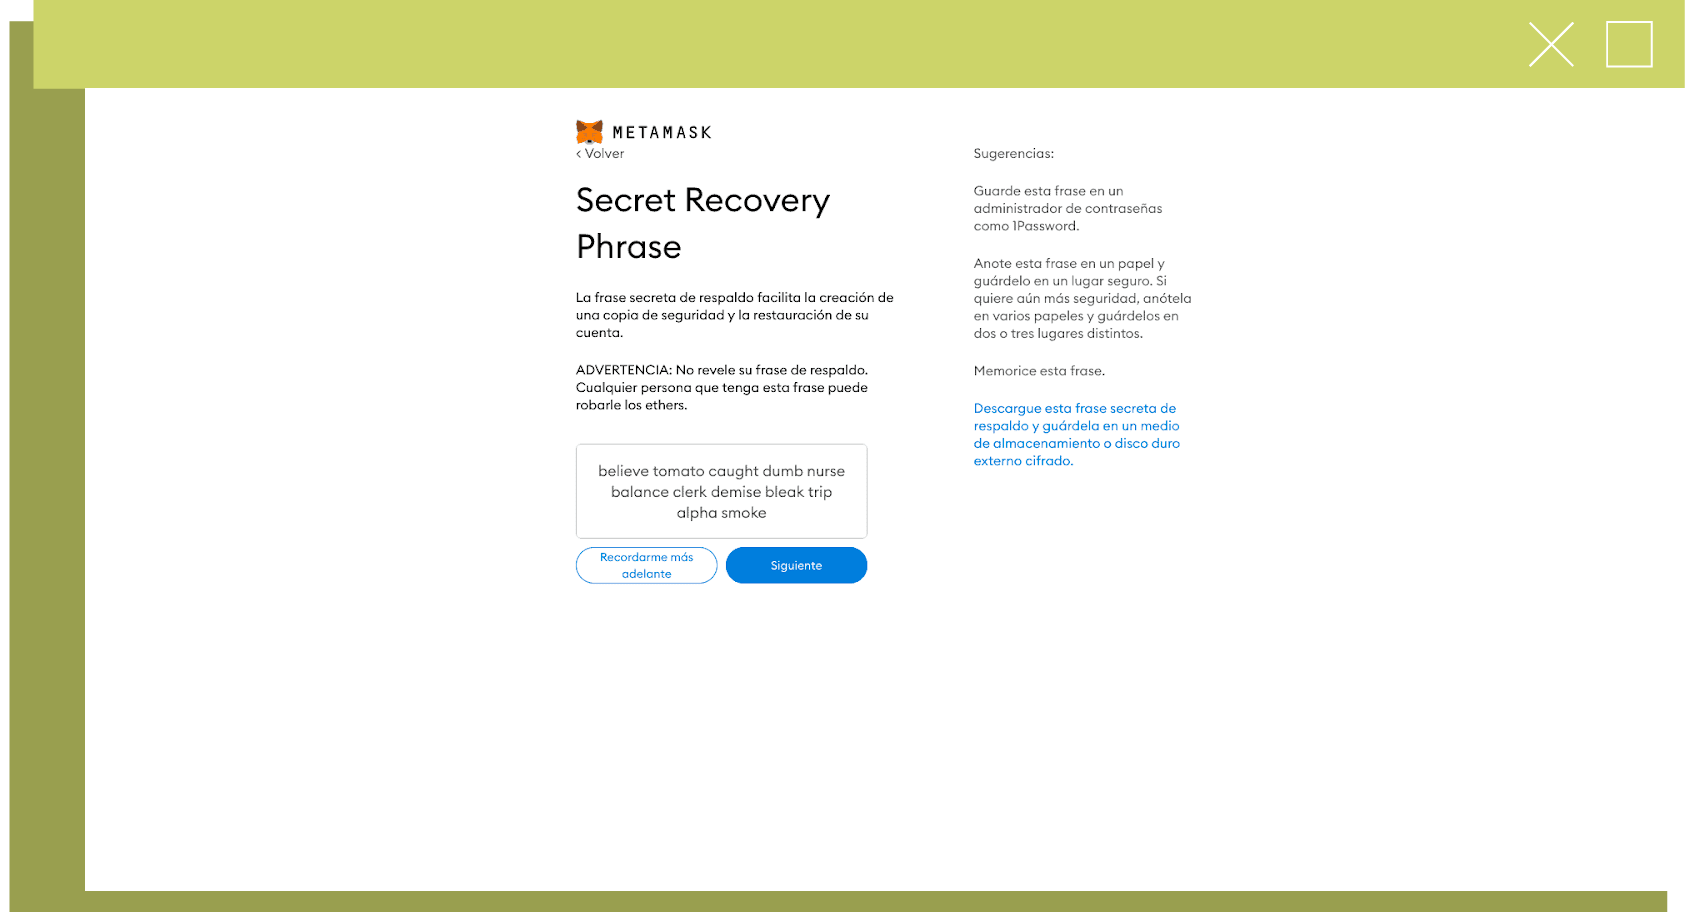 METAMASK
< Volver
Secret Recovery
Phrase
La frase secreta de respaldo facilita la creación de
una copia de seguridad y la restauración de su
cuenta.
ADVERTENCIA: No revele su frase de respaldo.
Cualquier persona que tenga esta frase puede
robarle los ethers.
believe tomato caught dumb nurse
balance clerk demise bleak trip
alpha smoke
Recordarme más
adelante
Siguiente
Sugerencias:
Guarde esta frase en un
administrador de contraseñas
como 1Password.
Anote esta frase en un papel y
guárdelo en un lugar seguro. Si
quiere aún más seguridad, anótela
en varios papeles y guárdelos en
dos o tres lugares distintos.
Memorice esta frase.
Descargue esta frase secreta de
respaldo y guárdela en un medio
de almacenamiento o disco duro
externo cifrado.